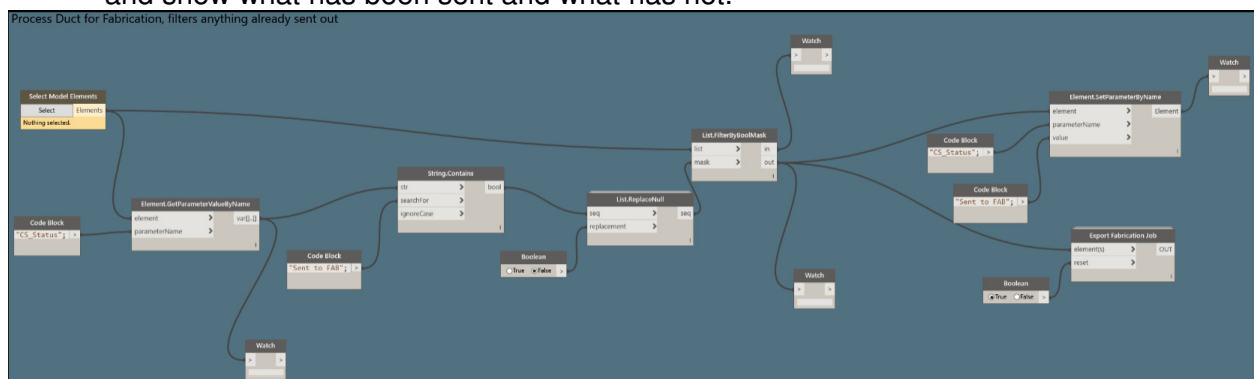 and show what has been sent and what has not.
Process Duct for Fabrication, filters anything already sent out
Select Model Elements
Select
Elements
Nothing selected.
Code Block
"CS_Status";
>
Element.GetParameterValueByName
element
>
var[]..[]
parameterName
>
Watch
>
>
Code Block
"Sent to FAB";
>
String.Contains
str
>
bool
searchFor
>
ignoreCase
>
Boolean
True
False
>
List.ReplaceNull
seq
>
seq
replacement
>
List.FilterByBoolMask
list
>
in
mask
>
out
Watch
>
>
Watch
>
>
Code Block
"CS_Status";
>
Code Block
"Sent to FAB";
>
Element.SetParameterByName
element
>
Element
parameterName
>
value
>
Watch
>
>
Boolean
True
False
>
Export Fabrication Job
element(s)
>
OUT
reset
>